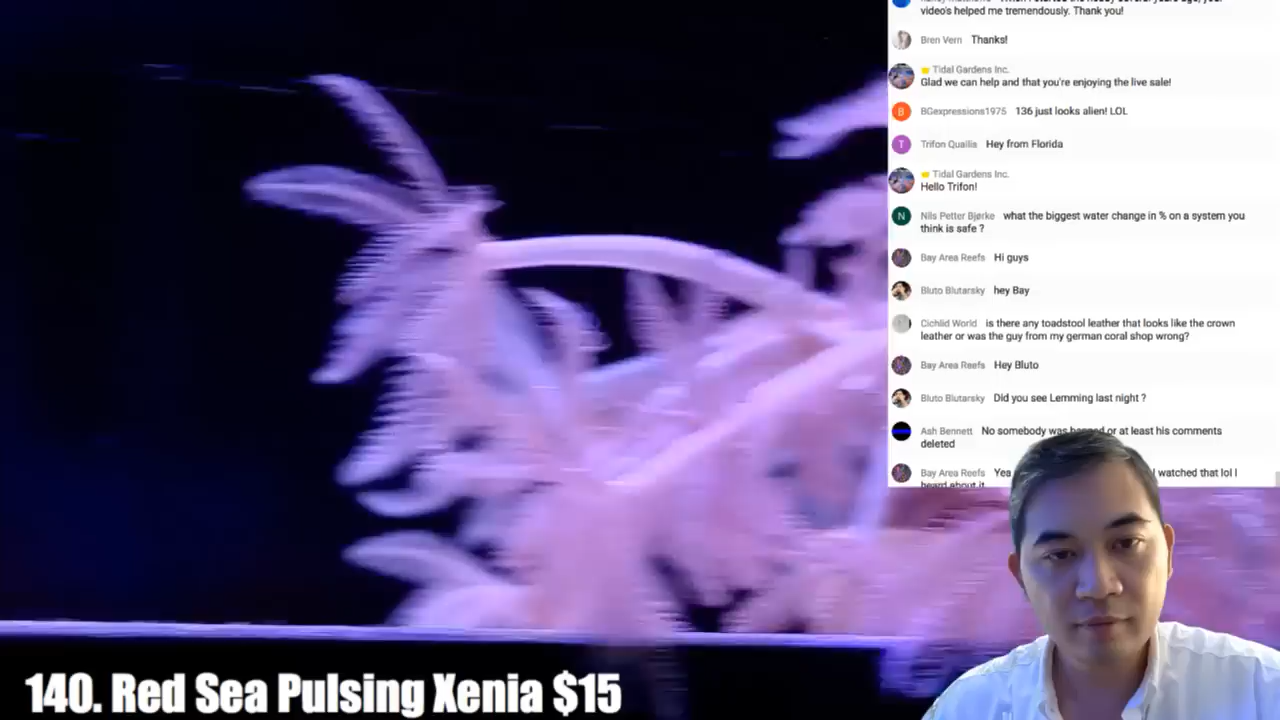 video's helped me tremendously. Thank you!
Bren Vern Thanks!
Tidal Gardens Inc.
Glad we can help and that you're enjoying the live sale!
B BGexpressions1975 136 just looks alien! LOL
T Trifon Quallis Hey from Florida
Tidal Gardens Inc.
Hello Trifon!
N Nils Petter Bjørke what the biggest water change in % on a system you
think is safe ?
Bay Area Reefs Hi guys
Bluto Blutarsky hey Bay
Cichlid World is there any toadstool leather that looks like the crown
leather or was the guy from my german coral shop wrong?
Bay Area Reefs Hey Bluto
Bluto Blutarsky Did you see Lemming last night ?
Ash Bennett No somebody was banned or at least his comments
deleted
Bay Area Reefs Yea I watched that lol I
heard about it
140. Red Sea Pulsing Xenia $15